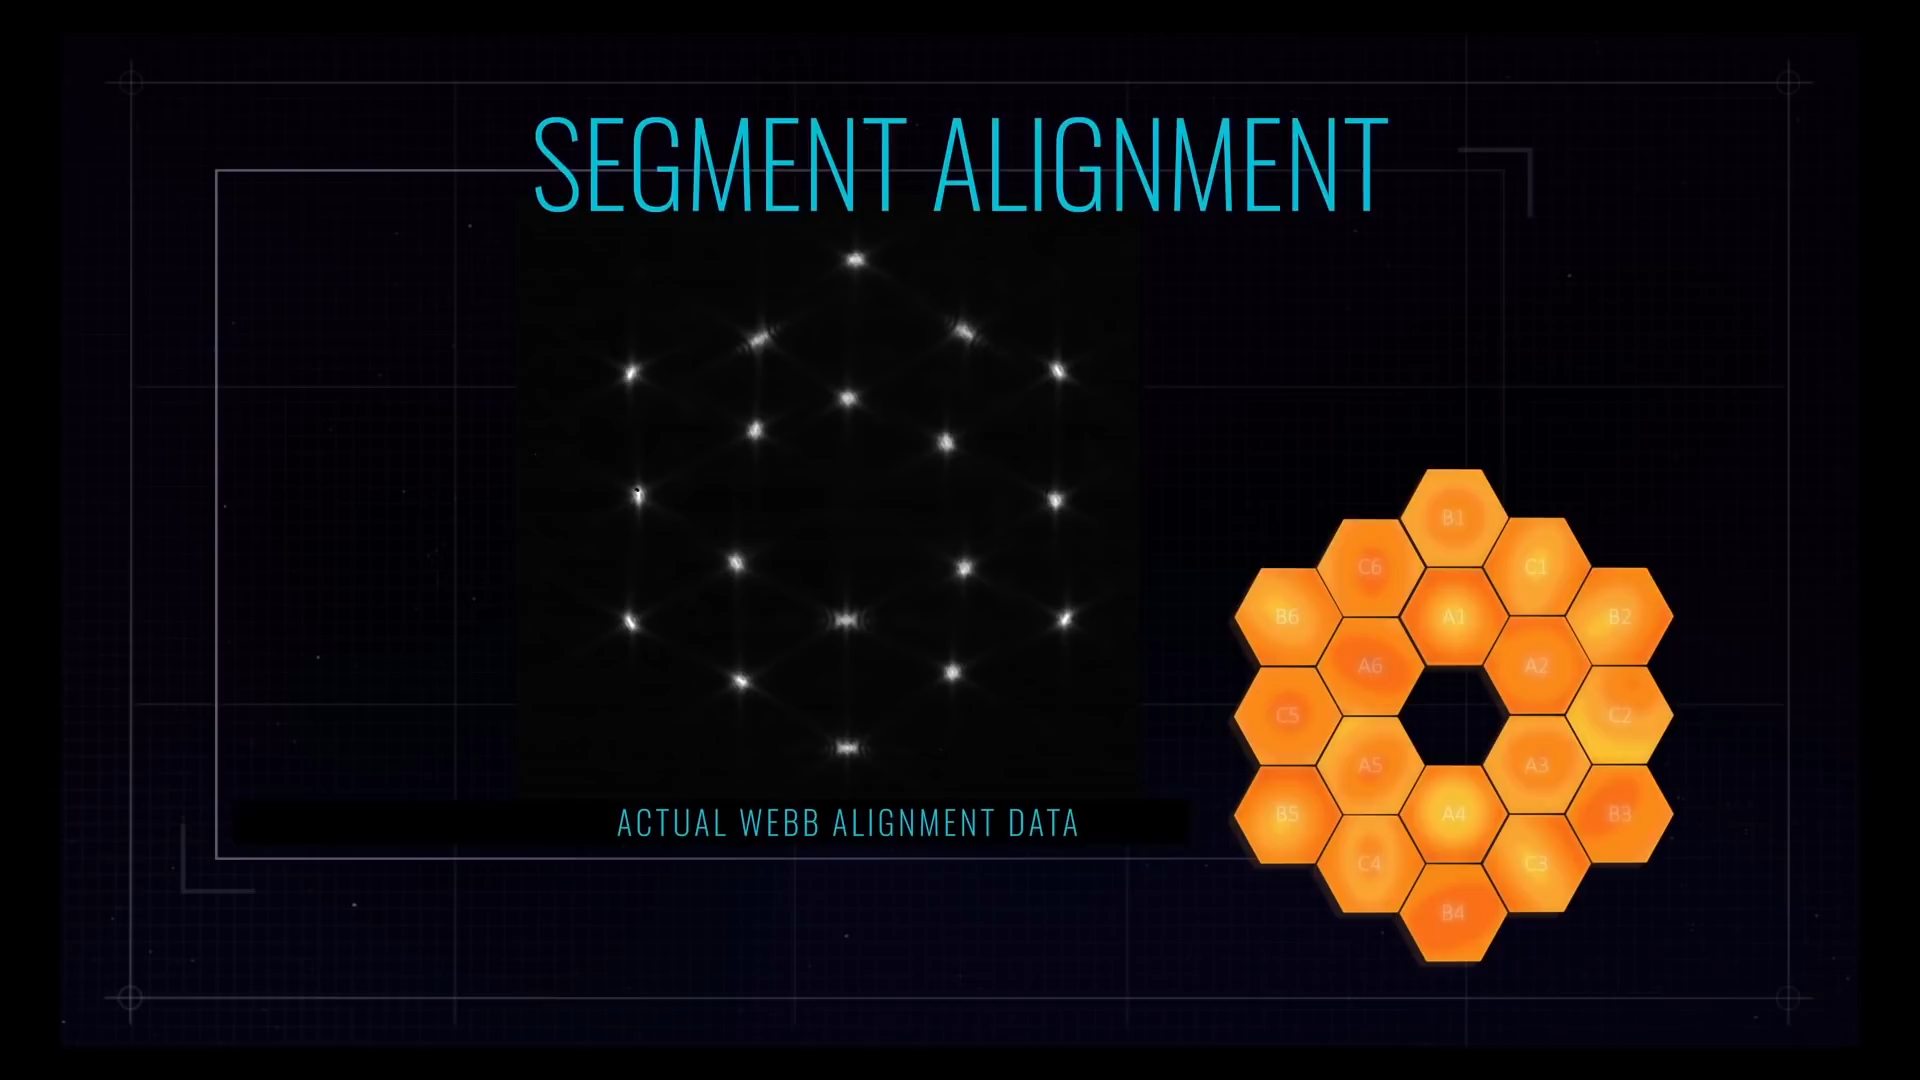 SEGMENT ALIGNMENT
B1
C6
C1
B6
A1
B2
A6
A2
C5
C2
A5
A3
B5
A4
B3
C4
C3
B4
ACTUAL WEBB ALIGNMENT DATA